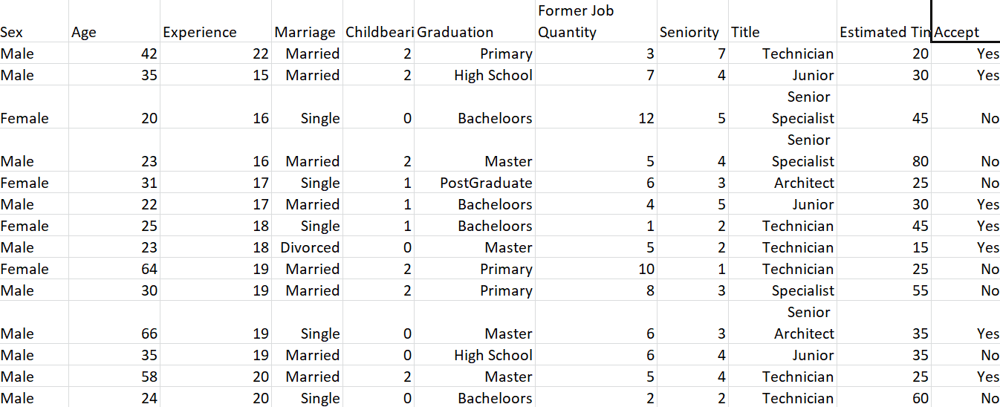 Sex Age Experience Marriage Childbeari Graduation Former Job Quantity Seniority Title Estimated Tin Accept
Male 42 22 Married 2 Primary 3 7 Technician 20 Yes
Male 35 15 Married 2 High School 7 4 Junior 30 Yes
Female 20 16 Single 0 Bacheloors 12 5 Senior Specialist 45 No
Male 23 16 Married 2 Master 5 4 Senior Specialist 80 No
Female 31 17 Single 1 PostGraduate 6 3 Architect 25 No
Male 22 17 Married 1 Bacheloors 4 5 Junior 30 Yes
Female 25 18 Single 1 Bacheloors 1 2 Technician 45 Yes
Male 23 18 Divorced 0 Master 5 2 Technician 15 Yes
Female 64 19 Married 2 Primary 10 1 Technician 25 No
Male 30 19 Married 2 Primary 8 3 Specialist 55 No
Male 66 19 Single 0 Master 6 3 Senior Architect 35 Yes
Male 35 19 Married 0 High School 6 4 Junior 35 No
Male 58 20 Married 2 Master 5 4 Technician 25 Yes
Male 24 20 Single 0 Bacheloors 2 2 Technician 60 No